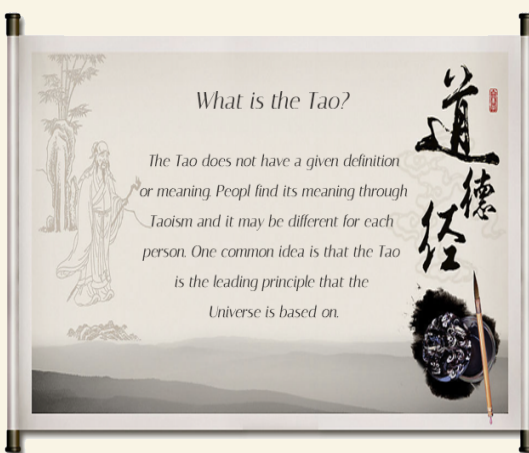 What is the Tao?
The Tao does not have a given definition
or meaning. Peopl find its meaning through
Taoism and it may be different for each
person. One common idea is that the Tao
is the leading principle that the
Universe is based on.
道德经